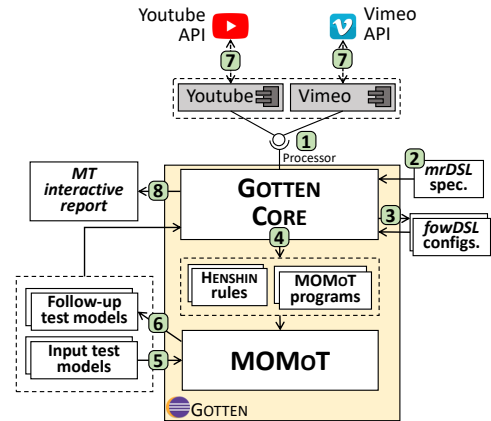 Youtube
API
Vimeo
API
7
7
Youtube
Vimeo
1
Processor
2
mrDSL
spec.
MT
interactive
report
8
GOTTEN
CORE
3
fowDSL
configs.
4
HENSHIN
rules
MOMOT
programs
Follow-up
test models
6
Input test
models
5
MOMOT
GOTTEN